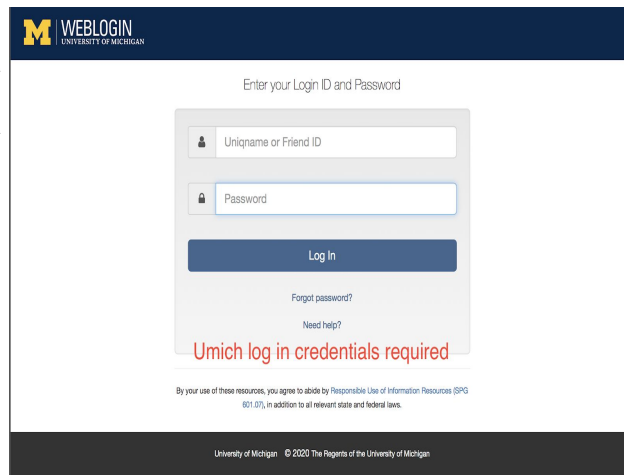 M WEBLOGIN
UNIVERSITY OF MICHIGAN
Enter your Login ID and Password
Uniqname or Friend ID
Password
Log In
Forgot password?
Need help?
Umich log in credentials required
By your use of these resources, you agree to abide by Responsible Use of Information Resources (SPG
601.07), in addition to all relevant state and federal laws.
University of Michigan © 2020 The Regents of the University of Michigan